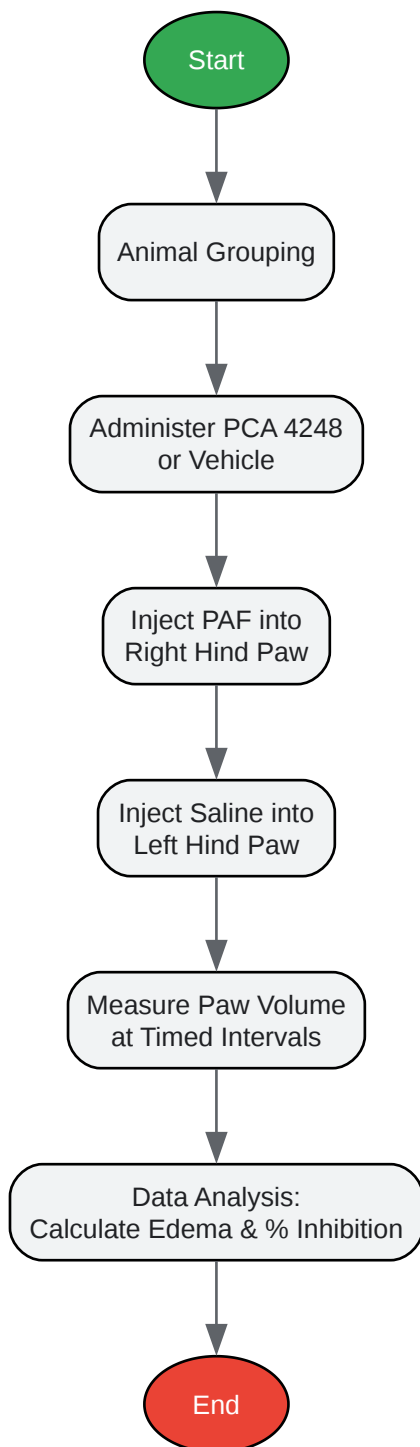 Start
Animal Grouping
Administer PCA 4248
or Vehicle
Inject PAF into
Right Hind Paw
Inject Saline into
Left Hind Paw
Measure Paw Volume
at Timed Intervals
Data Analysis:
Calculate Edema & % Inhibition
End